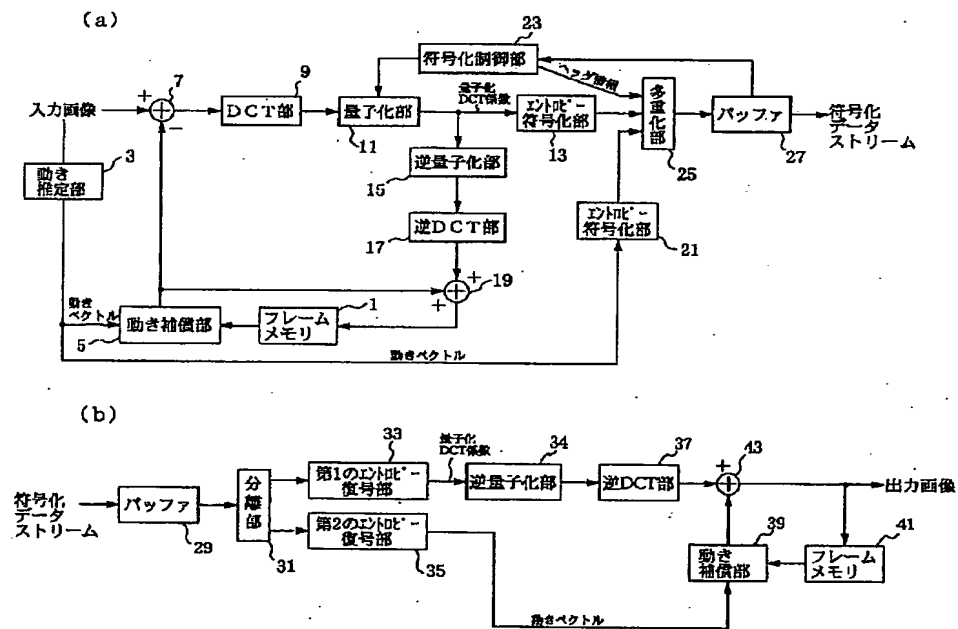 (a)
23
符号化制御部
7
9
+
入力画像
DCT部
量子化部
量子化
DCT係数
ヘッダ情報
エントロピー
符号化部
多重化部
バッファ
符号化
データ
ストリーム
−
11
13
25
27
3
動き
推定部
15
逆量子化部
17
逆DCT部
エントロピー
符号化部
21
+
+
19
動き
ベクトル
動き補償部
5
1
フレーム
メモリ
動きベクトル
(b)
33
量子化
DCT係数
34
37
+
43
第1のエントロピー
復号部
逆量子化部
逆DCT部
出力画像
符号化
データ
ストリーム
バッファ
29
分離部
31
第2のエントロピー
復号部
35
39
動き
補償部
41
フレーム
メモリ
動きベクトル